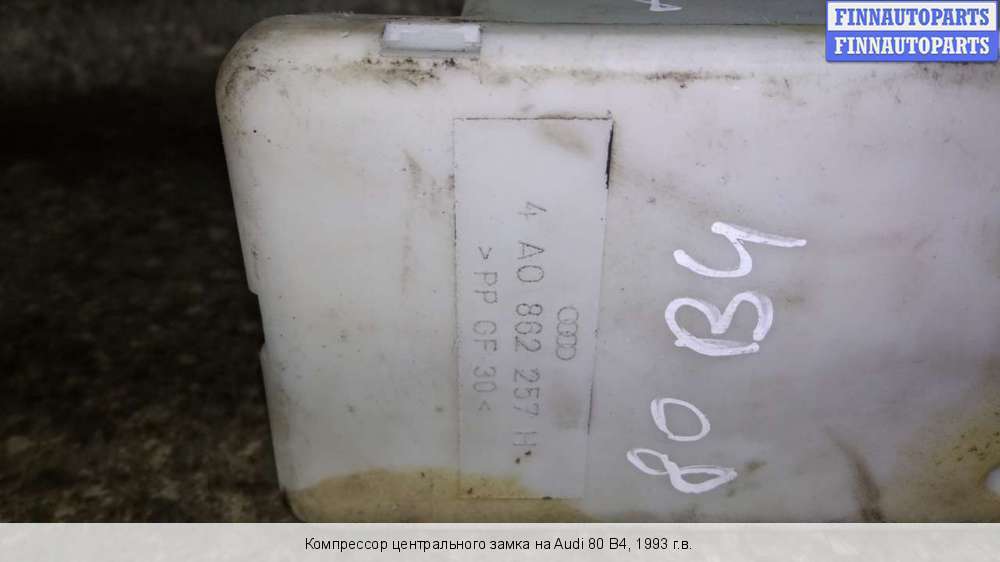 FINNAUTOPARTS
FINNAUTOPARTS
4 A0 862 257 H
>PP GF 30<
80 B4
Компрессор центрального замка на Audi 80 B4, 1993 г.в.